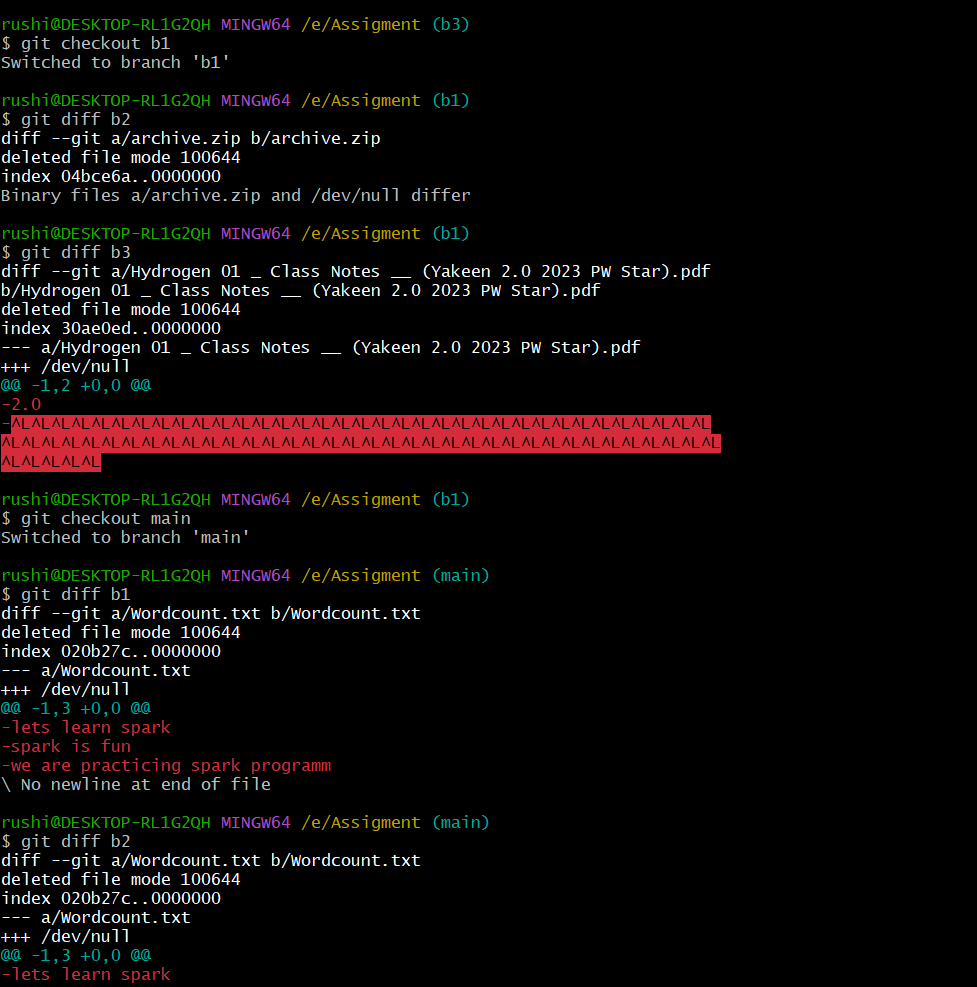 rushi@DESKTOP-RL1G2QH MINGW64 /e/Assigment (b3)
$ git checkout b1
Switched to branch 'b1'
rushi@DESKTOP-RL1G2QH MINGW64 /e/Assigment (b1)
$ git diff b2
diff --git a/archive.zip b/archive.zip
deleted file mode 100644
index 04bce6a..0000000
Binary files a/archive.zip and /dev/null differ
rushi@DESKTOP-RL1G2QH MINGW64 /e/Assigment (b1)
$ git diff b3
diff --git a/Hydrogen 01 _ Class Notes __ (Yakeen 2.0 2023 PW Star).pdf
b/Hydrogen 01 _ Class Notes __ (Yakeen 2.0 2023 PW Star).pdf
deleted file mode 100644
index 30ae0ed..0000000
--- a/Hydrogen 01 _ Class Notes __ (Yakeen 2.0 2023 PW Star).pdf
+++ /dev/null
@@ -1,2 +0,0 @@
-2.0
-^L^L^L^L^L^L^L^L^L^L^L^L^L^L^L^L^L^L^L^L^L^L^L^L^L^L^L^L^L^L^L^L^L^L^L
^L^L^L^L^L^L^L^L^L^L^L^L^L^L^L^L^L^L^L^L^L^L^L^L^L^L^L^L^L^L^L^L^L^L^L^L
^L^L^L^L^L
rushi@DESKTOP-RL1G2QH MINGW64 /e/Assigment (b1)
$ git checkout main
Switched to branch 'main'
rushi@DESKTOP-RL1G2QH MINGW64 /e/Assigment (main)
$ git diff b1
diff --git a/Wordcount.txt b/Wordcount.txt
deleted file mode 100644
index 020b27c..0000000
--- a/Wordcount.txt
+++ /dev/null
@@ -1,3 +0,0 @@
-lets learn spark
-spark is fun
-we are practicing spark programm
\ No newline at end of file
rushi@DESKTOP-RL1G2QH MINGW64 /e/Assigment (main)
$ git diff b2
diff --git a/Wordcount.txt b/Wordcount.txt
deleted file mode 100644
index 020b27c..0000000
--- a/Wordcount.txt
+++ /dev/null
@@ -1,3 +0,0 @@
-lets learn spark